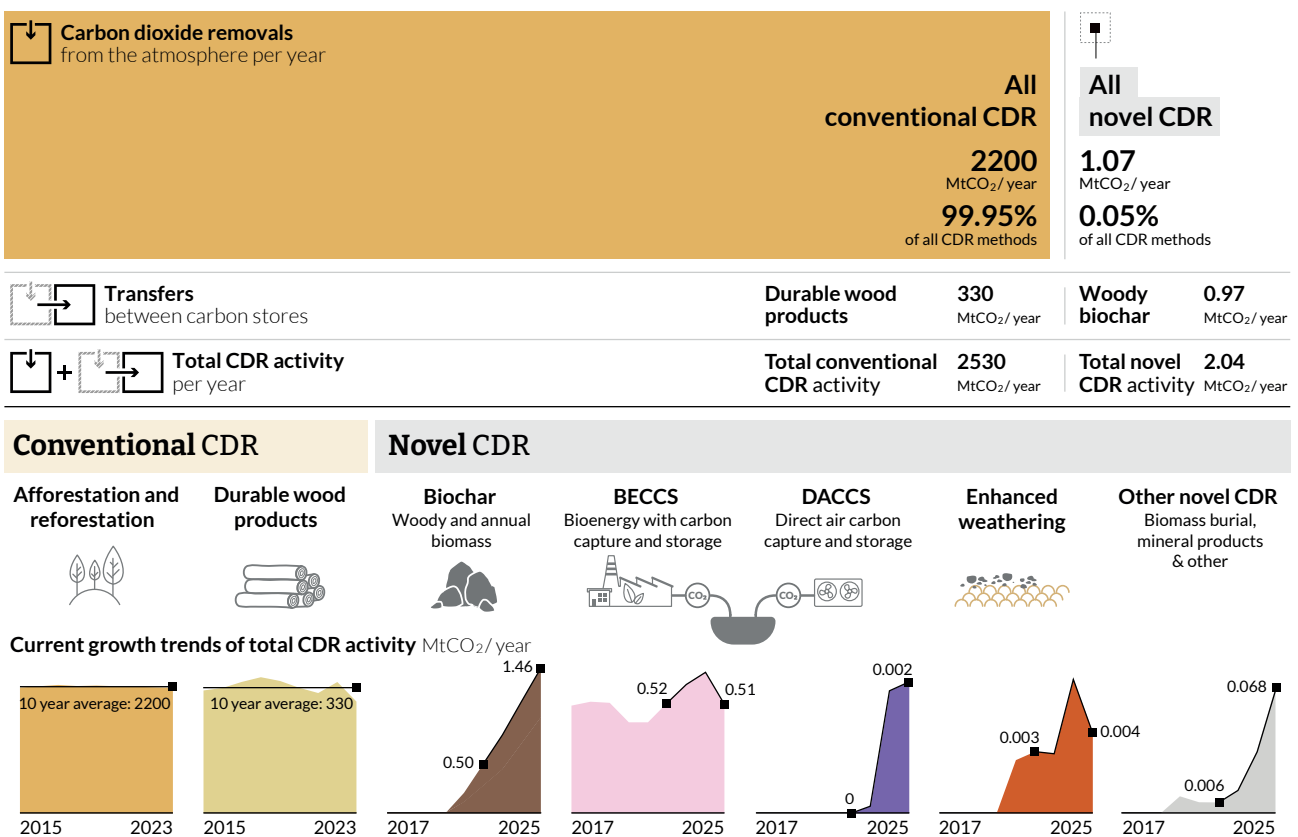 Carbon dioxide removals
from the atmosphere per year
All
conventional CDR
2200
MtCO₂/ year
99.95%
of all CDR methods
All
novel CDR
1.07
MtCO₂/ year
0.05%
of all CDR methods
Transfers
between carbon stores
Durable wood
products
330
MtCO₂/ year
Woody
biochar
0.97
MtCO₂/ year
Total CDR activity
per year
Total conventional
CDR activity
2530
MtCO₂/ year
Total novel
CDR activity
2.04
MtCO₂/ year
Conventional CDR
Novel CDR
Afforestation and
reforestation
Durable wood
products
Biochar
Woody and annual
biomass
BECCS
Bioenergy with carbon
capture and storage
DACCS
Direct air carbon
capture and storage
Enhanced
weathering
Other novel CDR
Biomass burial,
mineral products
& other
CO₂
CO₂
Current growth trends of total CDR activity MtCO₂/ year
10 year average: 2200
2015 2023
10 year average: 330
2015 2023
1.46
0.50
2017 2025
0.52
0.51
2017 2025
0.002
0
2017 2025
0.003
0.004
2017 2025
0.068
0.006
2017 2025